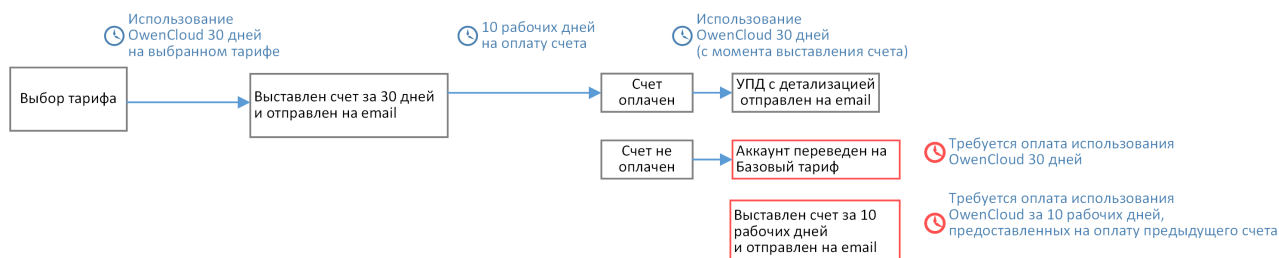 Использование
OwenCloud 30 дней
на выбранном тарифе
10 рабочих дней
на оплату счета
Использование
OwenCloud 30 дней
(с момента выставления счета)
Выбор тарифа
Выставлен счет за 30 дней
и отправлен на email
Счет
оплачен
УПД с детализацией
отправлен на email
Счет не
оплачен
Аккаунт переведен на
Базовый тариф
Требуется оплата использования
OwenCloud 30 дней
Выставлен счет за 10
рабочих дней
и отправлен на email
Требуется оплата использования
OwenCloud за 10 рабочих дней,
предоставленных на оплату предыдущего счета